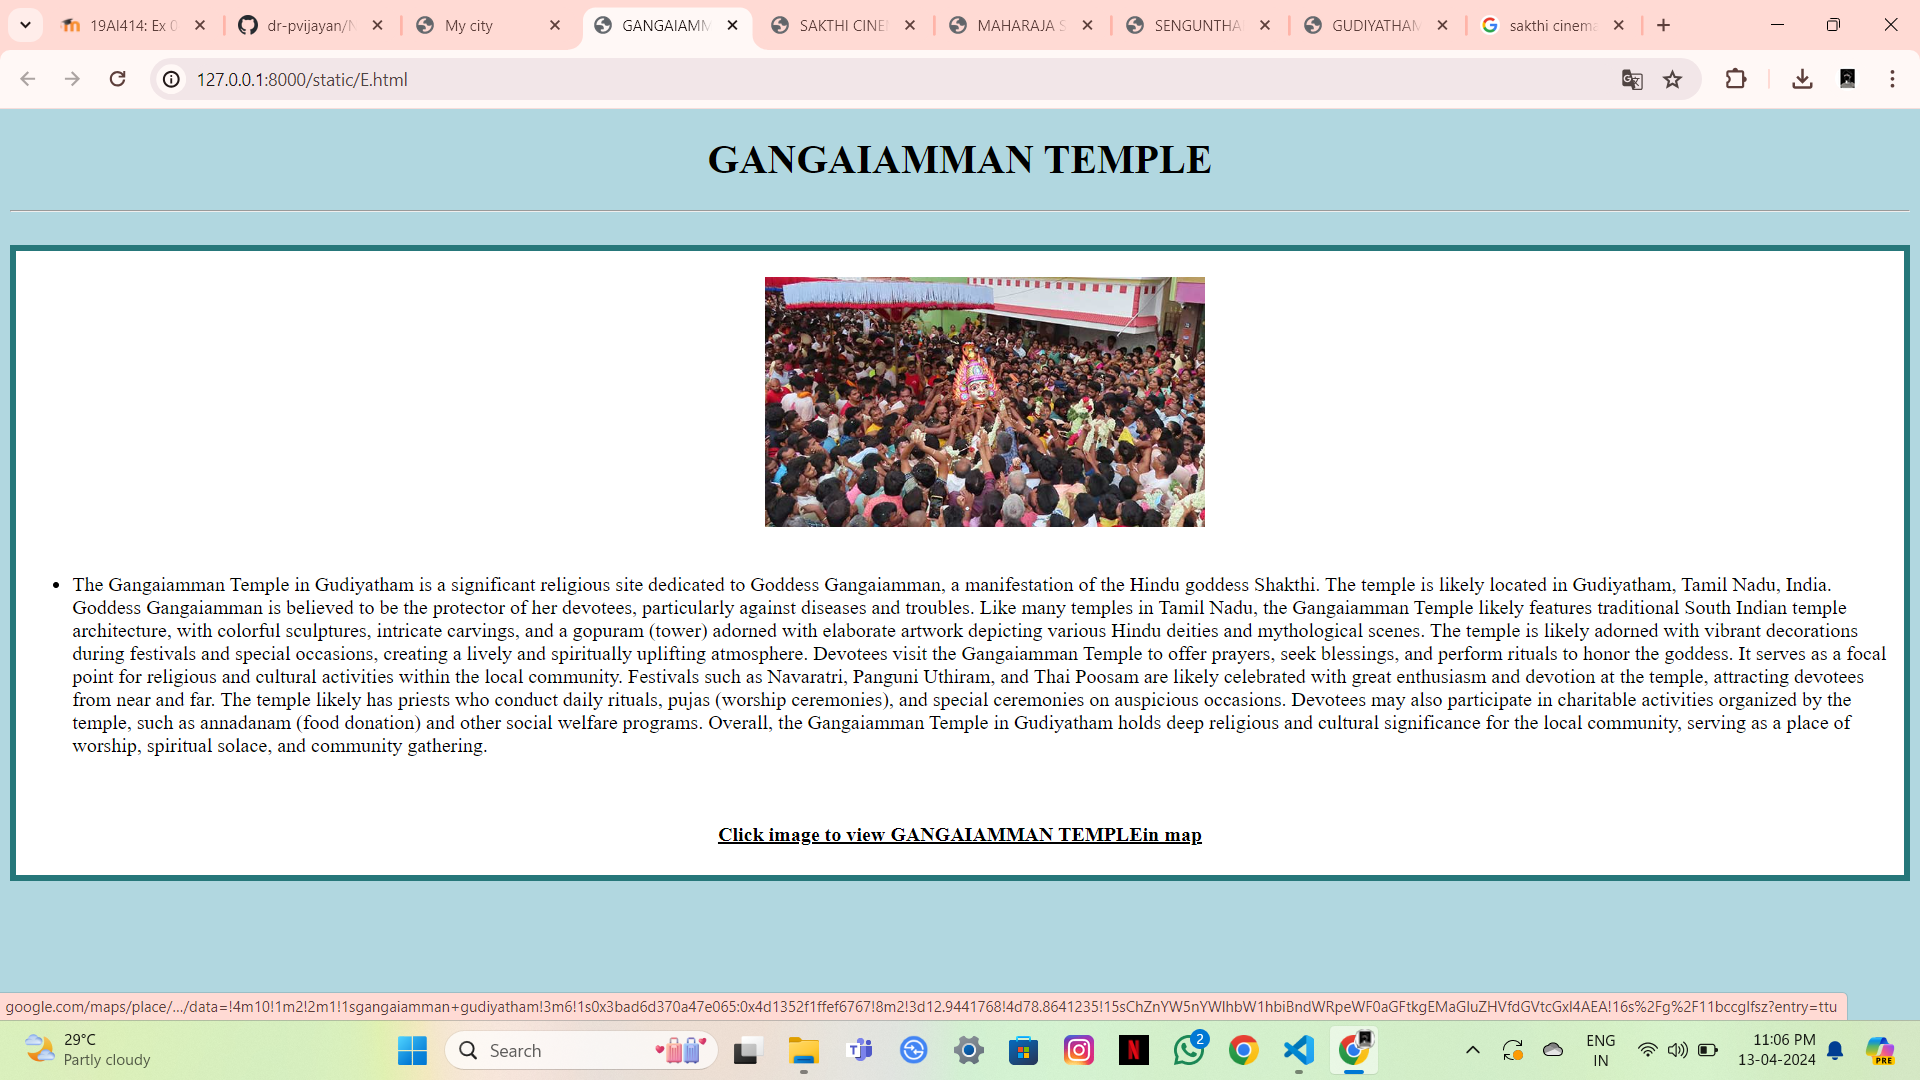 19AI414: Ex 0
dr-pvijayan/N
My city
GANGAIAMM
SAKTHI CINE
MAHARAJA S
SENGUNTHA
GUDIYATHAM
sakthi cinema
127.0.0.1:8000/static/E.html
GANGAIAMMAN TEMPLE
The Gangaiamman Temple in Gudiyatham is a significant religious site dedicated to Goddess Gangaiamman, a manifestation of the Hindu goddess Shakthi. The temple is likely located in Gudiyatham, Tamil Nadu, India.
Goddess Gangaiamman is believed to be the protector of her devotees, particularly against diseases and troubles. Like many temples in Tamil Nadu, the Gangaiamman Temple likely features traditional South Indian temple
architecture, with colorful sculptures, intricate carvings, and a gopuram (tower) adorned with elaborate artwork depicting various Hindu deities and mythological scenes. The temple is likely adorned with vibrant decorations
during festivals and special occasions, creating a lively and spiritually uplifting atmosphere. Devotees visit the Gangaiamman Temple to offer prayers, seek blessings, and perform rituals to honor the goddess. It serves as a focal
point for religious and cultural activities within the local community. Festivals such as Navaratri, Panguni Uthiram, and Thai Poosam are likely celebrated with great enthusiasm and devotion at the temple, attracting devotees
from near and far. The temple likely has priests who conduct daily rituals, pujas (worship ceremonies), and special ceremonies on auspicious occasions. Devotees may also participate in charitable activities organized by the
temple, such as annadanam (food donation) and other social welfare programs. Overall, the Gangaiamman Temple in Gudiyatham holds deep religious and cultural significance for the local community, serving as a place of
worship, spiritual solace, and community gathering.
Click image to view GANGAIAMMAN TEMPLEin map
google.com/maps/place/.../data=!4m10!1m2!2m1!1sgangaiamman+gudiyatham!3m6!1s0x3bad6d370a47e065:0x4d1352f1ffef6767!8m2!3d12.9441768!4d78.8641235!15sChZnYW5nYWlhbW1hbiBndWRpeWF0aGFtkgEMaGluZHVfdGVtcGxl4AEA!16s%2Fg%2F11bccglfsz?entry=ttu
29°C
Partly cloudy
Search
2
ENG
IN
11:06 PM
13-04-2024
PRE